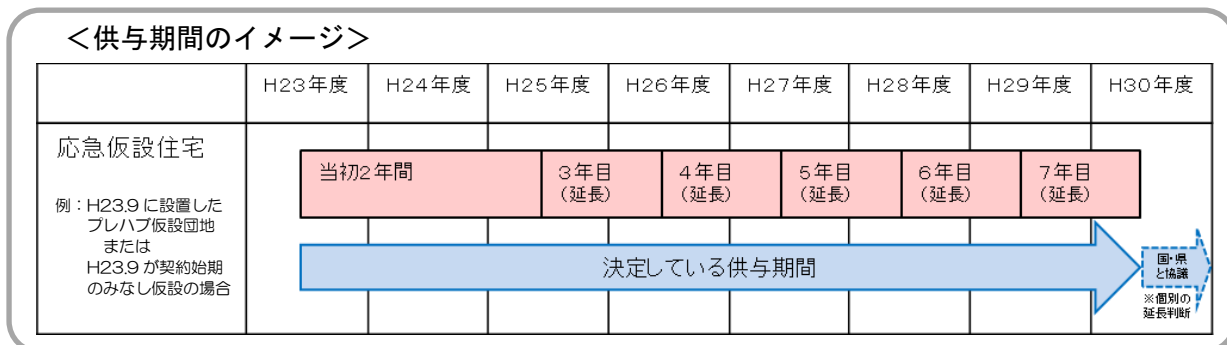 ＜供与期間のイメージ＞
H23年度 H24年度 H25年度 H26年度 H27年度 H28年度 H29年度 H30年度
応急仮設住宅
例：H23.9に設置した
プレハブ仮設団地
または
H23.9が契約始期
のみなし仮設の場合
当初2年間
3年目
（延長）
4年目
（延長）
5年目
（延長）
6年目
（延長）
7年目
（延長）
決定している供与期間
国・県
と協議
※個別の
延長判断